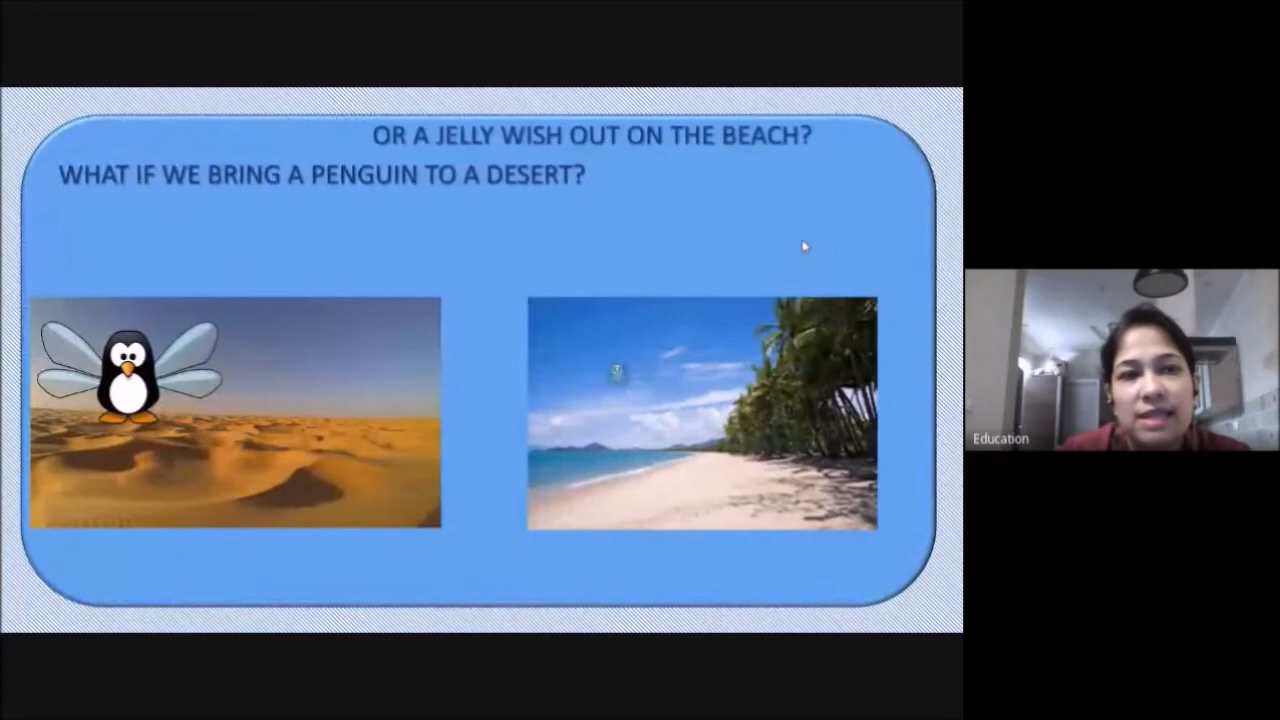 OR A JELLY WISH OUT ON THE BEACH?
WHAT IF WE BRING A PENGUIN TO A DESERT?
Education